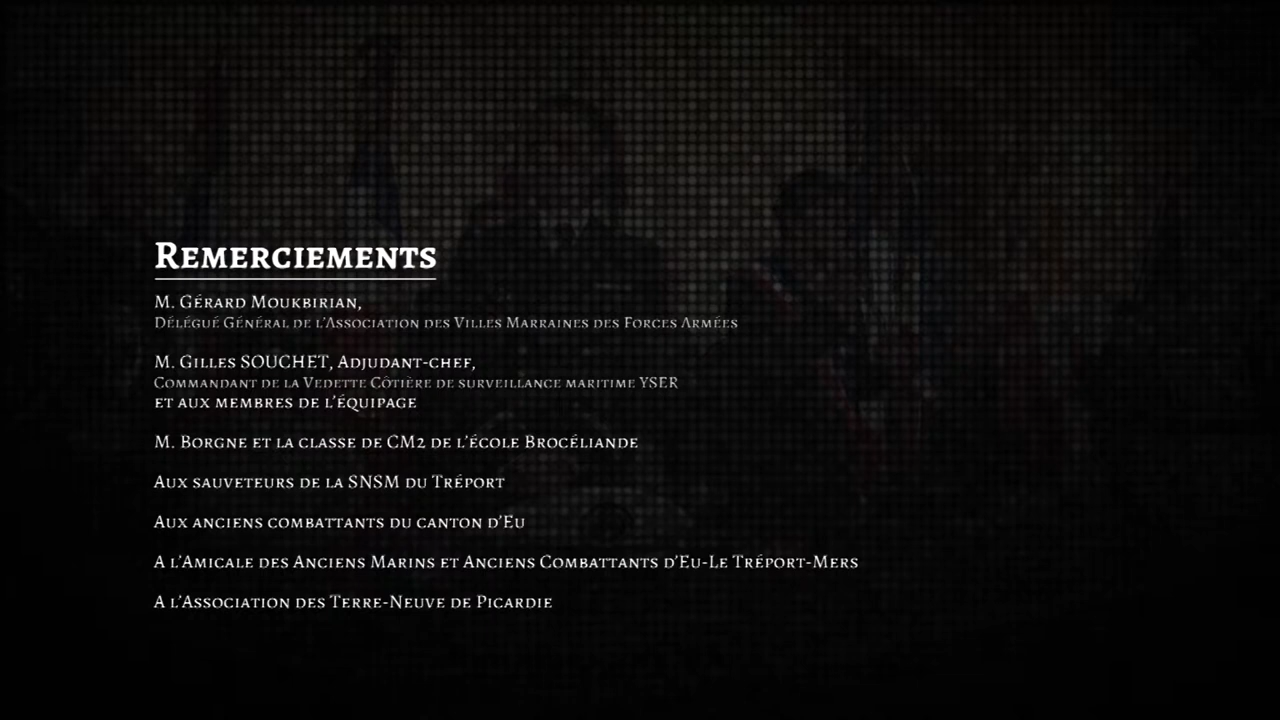 Remerciements
M. Gérard Moukbirian,
Délégué Général de l'Association des Villes Marraines des Forces Armées
M. Gilles SOUCHET, Adjudant-chef,
Commandant de la Vedette Côtière de surveillance maritime YSER
et aux membres de l'équipage
M. Borgne et la classe de CM2 de l'école Brocéliande
Aux sauveteurs de la SNSM du Tréport
Aux anciens combattants du canton d'Eu
A l'Amicale des Anciens Marins et Anciens Combattants d'Eu-Le Tréport-Mers
A l'Association des Terre-Neuve de Picardie